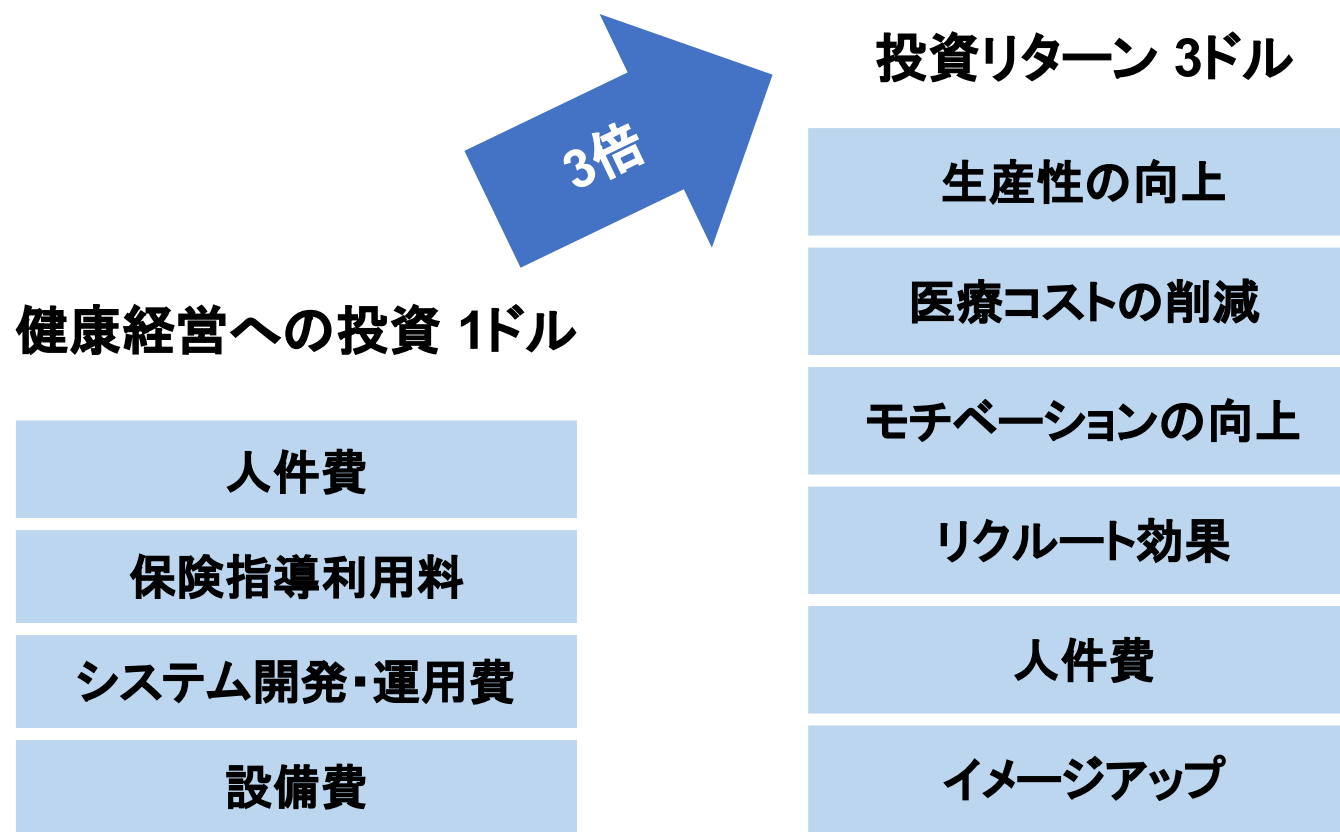 3倍
健康経営への投資 1ドル
人件費
保険指導利用料
システム開発・運用費
設備費
投資リターン 3ドル
生産性の向上
医療コストの削減
モチベーションの向上
リクルート効果
人件費
イメージアップ